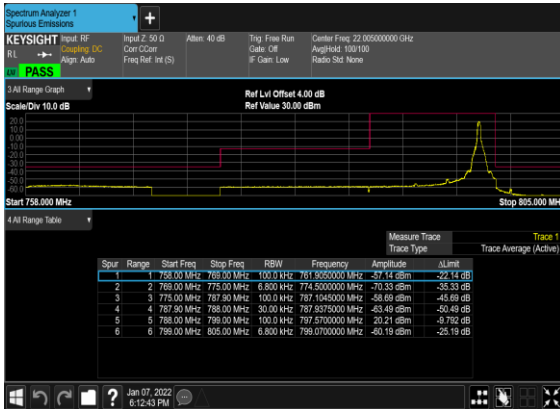 Spectrum Analyzer 1
Spurious Emissions
KEYSIGHT Input: RF Input Z: 50 Ω Atten: 40 dB Trig: Free Run Center Freq: 22.005000000 GHz
RL Coupling: DC Corr CCorr Gate: Off Avg|Hold: 100/100
Align: Auto Freq Ref: Int (S) IF Gain: Low Radio Std: None
PASS
3 All Range Graph Ref Lvl Offset 4.00 dB
Scale/Div 10.0 dB Ref Value 30.00 dBm
20.0
10.0
0.00
-10.0
-20.0
-30.0
-40.0
-50.0
-60.0
Start 758.000 MHz Stop 805.000 MH
4 All Range Table
Measure Trace Trace 1
Trace Type Trace Average (Active)
Spur Range Start Freq Stop Freq RBW Frequency Amplitude ΔLimit
1 1 758.00 MHz 769.00 MHz 100.0 kHz 761.9050000 MHz -57.14 dBm -22.14 dB
2 2 769.00 MHz 775.00 MHz 6.800 kHz 774.5000000 MHz -70.33 dBm -35.33 dB
3 3 775.00 MHz 787.90 MHz 100.0 kHz 787.1045000 MHz -58.69 dBm -45.69 dB
4 4 787.90 MHz 788.00 MHz 30.00 kHz 787.9375000 MHz -63.49 dBm -50.49 dB
5 5 788.00 MHz 799.00 MHz 100.0 kHz 797.5700000 MHz 20.21 dBm -9.792 dB
6 6 799.00 MHz 805.00 MHz 6.800 kHz 799.0700000 MHz -60.19 dBm -25.19 dB
Jan 07, 2022
6:12:43 PM